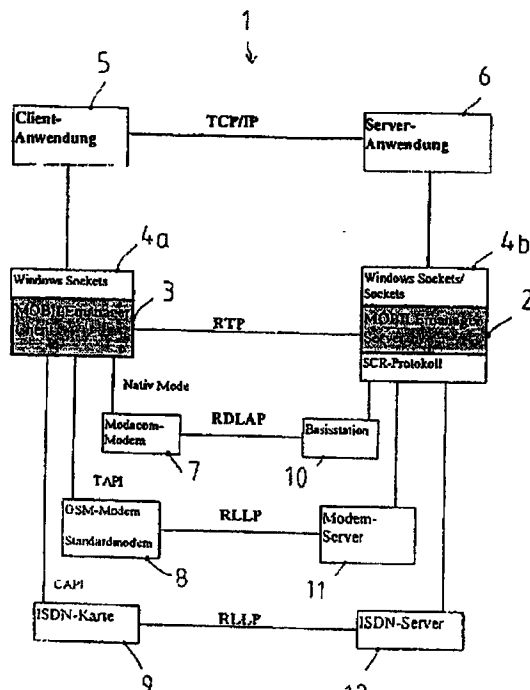 1
5
6
Client-
Anwendung
TCP/IP
Server-
Anwendung
4a
4b
Windows Sockets
3
Windows Sockets/
Sockets
2
RTP
SCR-Protokoll
Nativ Mode
Modacom-
Modem
RDLAP
Basisstation
7
10
TAPI
GSM-Modem
Standardmodem
RLLP
Modem-
Server
8
11
CAPI
ISDN-Karte
RLLP
ISDN-Server
9